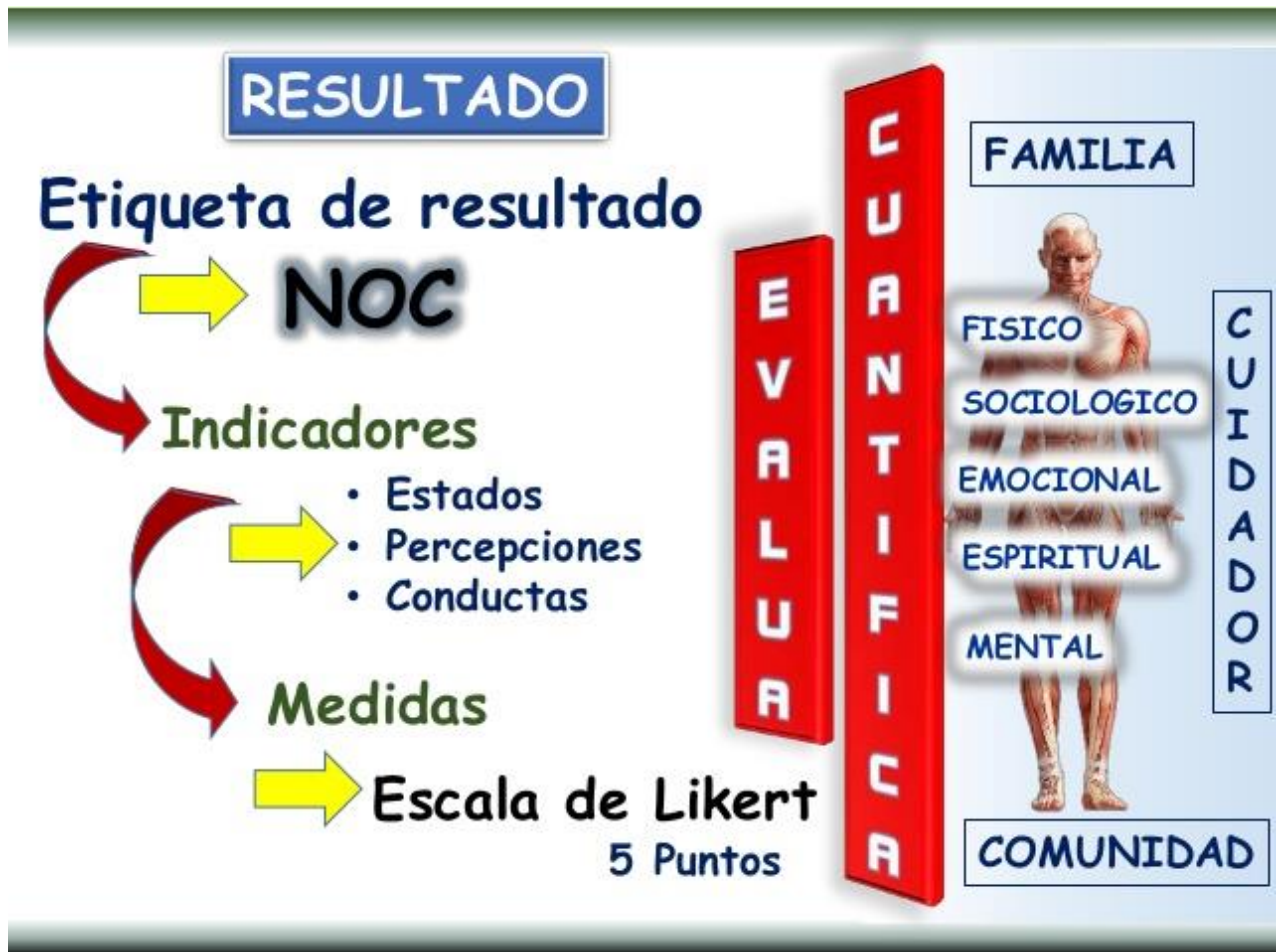 RESULTADO
Etiqueta de resultado
NOC
Indicadores
• Estados
• Percepciones
• Conductas
Medidas
Escala de Likert
5 Puntos
EVALUA
CUANTIFICA
FAMILIA
FISICO
SOCIOLOGICO
EMOCIONAL
ESPIRITUAL
MENTAL
CUIDADOR
COMUNIDAD